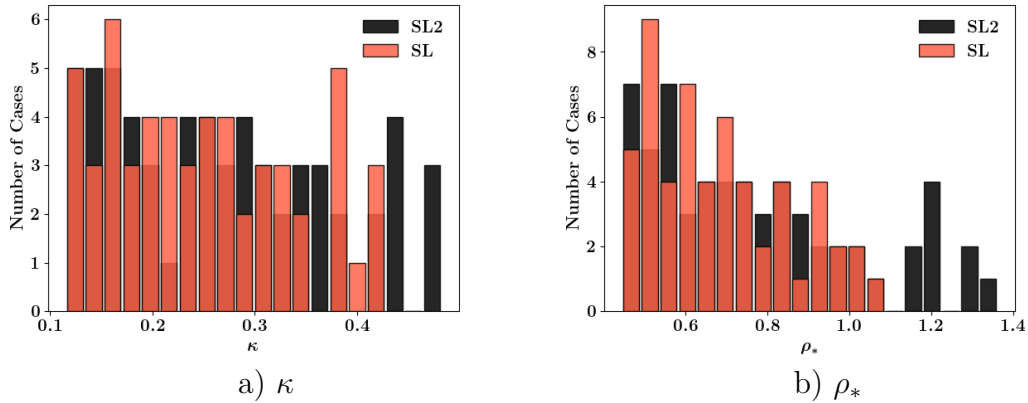 6
5
4
3
2
1
0
Number of Cases
SL2
SL
0.1
0.2
0.3
0.4
κ
a) κ
8
6
4
2
0
Number of Cases
SL2
SL
0.6
0.8
1.0
1.2
1.4
ρ*
b) ρ*